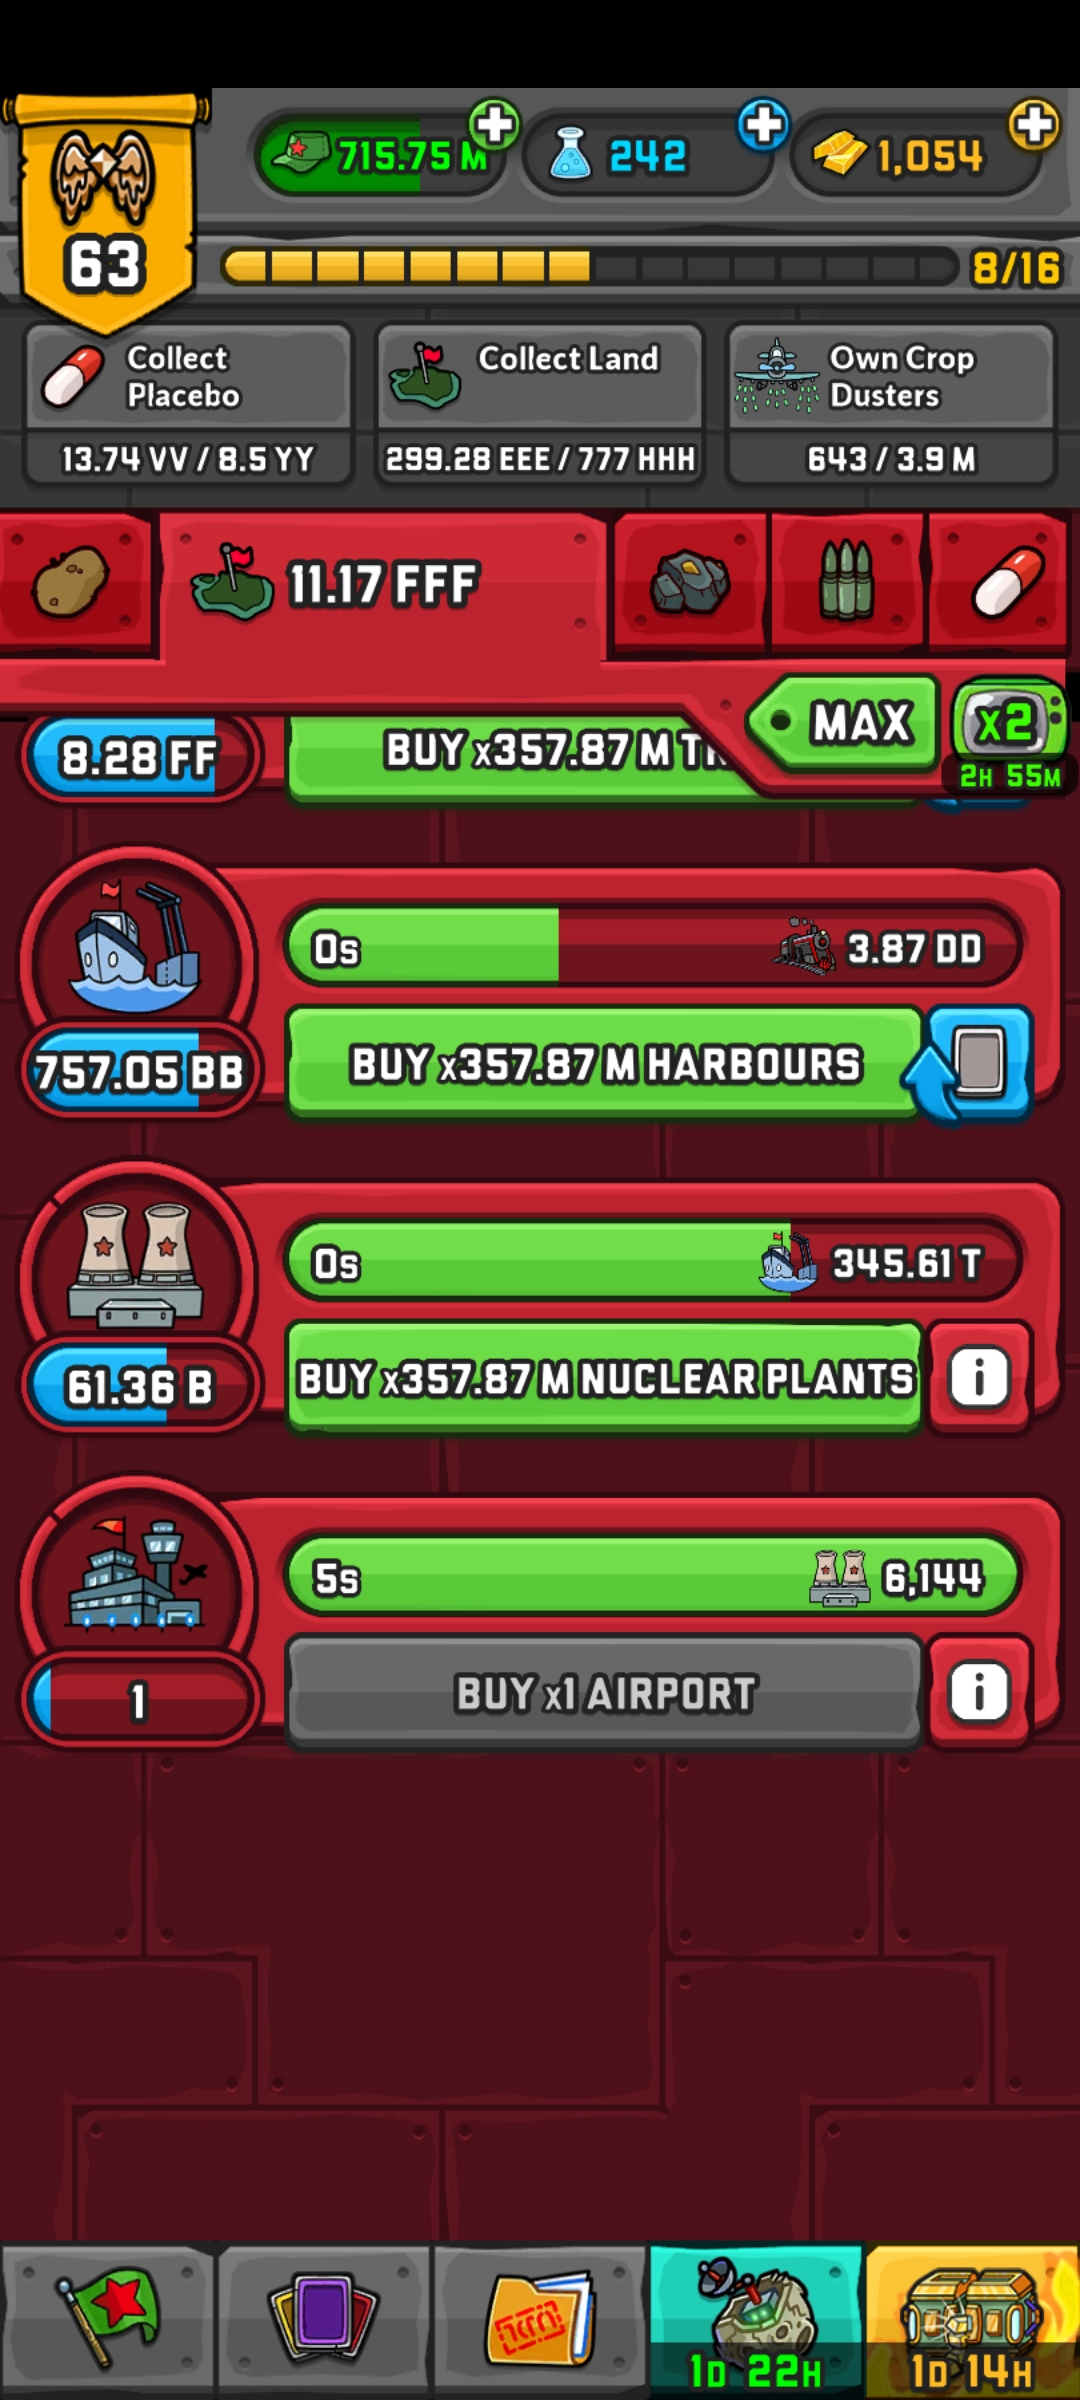 63
715.75 M
242
1,054
8/16
Collect
Placebo
13.74 VV / 8.5 YY
Collect Land
299.28 EEE / 777 HHH
Own Crop
Dusters
643 / 3.9 M
11.17 FFF
MAX
x2
2H 55M
8.28 FF
BUY x357.87 M
0s
3.87 DD
757.05 BB
BUY x357.87 M HARBOURS
0s
345.61 T
61.36 B
BUY x357.87 M NUCLEAR PLANTS
i
5s
6,144
1
BUY x1 AIRPORT
i
1D 22H
1D 14H